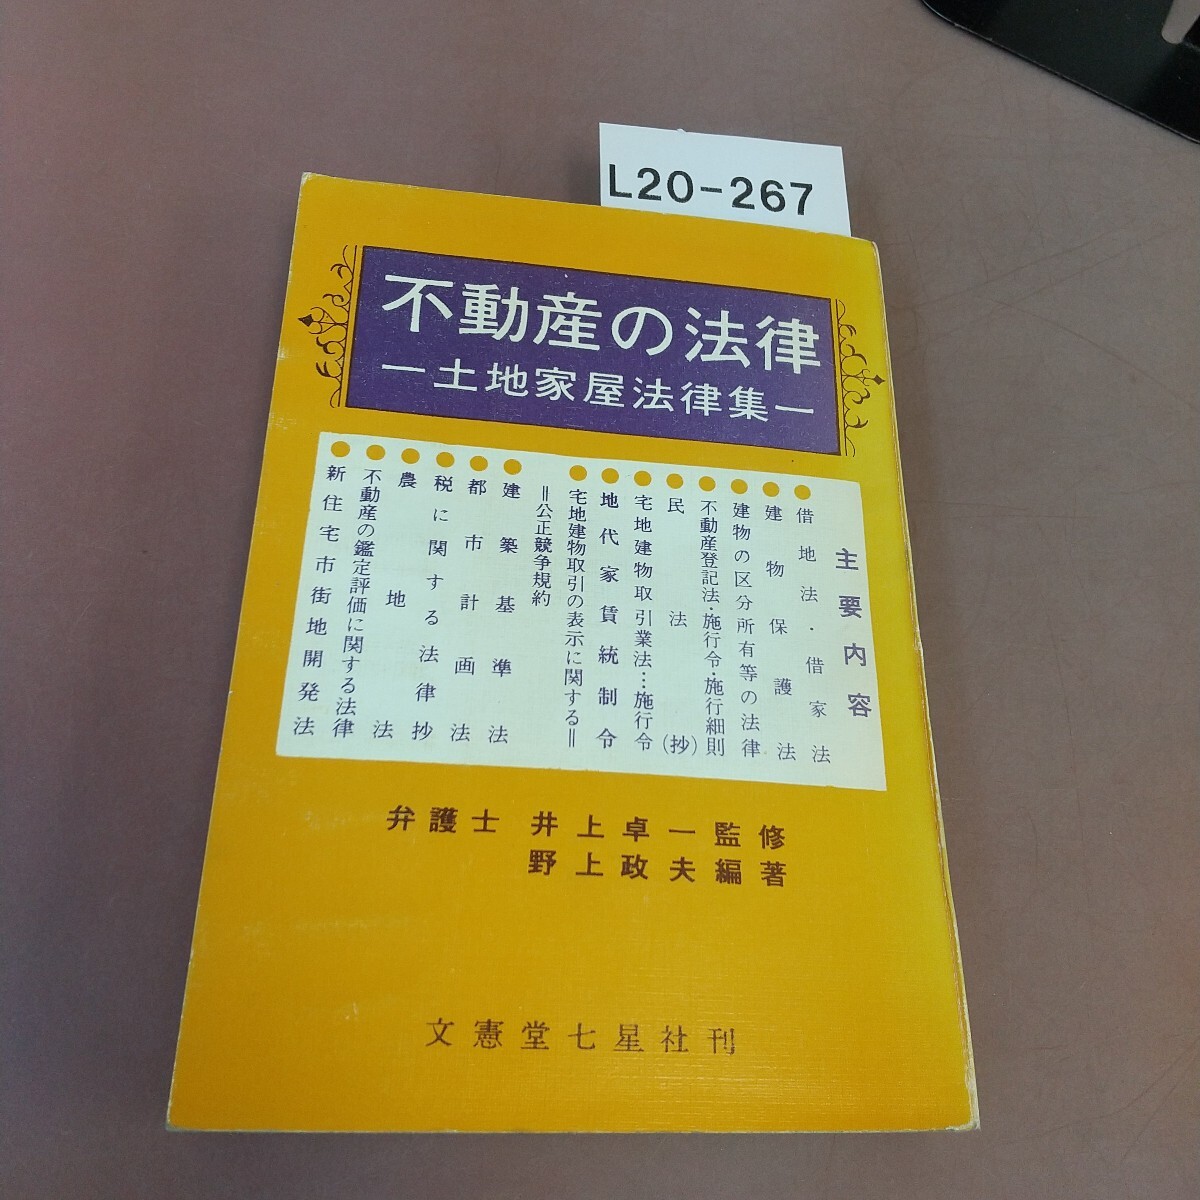 L20-267
不動産の法律
―土地家屋法律集―
主要内容
●借地法・借家法
●建物保護法
●建物の区分所有等の法律
●不動産登記法・施行令・施行細則
●民法(抄)
●宅地建物取引業法…施行令
●地代家賃統制令
●宅地建物取引の表示に関する＝
＝公正競争規約
●建築基準法
●都市計画法
●税に関する法律抄
●農地法
●不動産の鑑定評価に関する法律
●新住宅市街地開発法
弁護士 井上卓一監修
野上政夫編著
文憲堂七星社刊